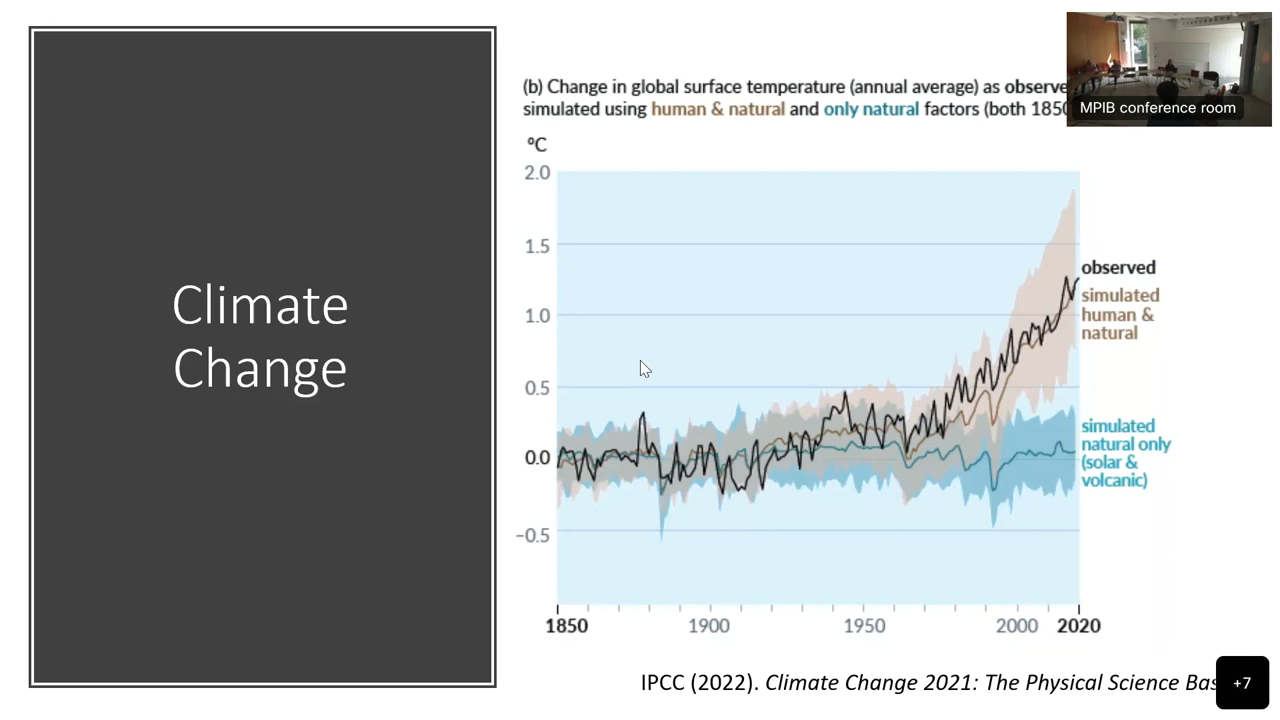 Climate
Change
(b) Change in global surface temperature (annual average) as observe
simulated using human & natural and only natural factors (both 1850
MPIB conference room
ºC
2.0
1.5
1.0
0.5
0.0
−0.5
observed
simulated
human &
natural
simulated
natural only
(solar &
volcanic)
1850 1900 1950 2000 2020
IPCC (2022). Climate Change 2021: The Physical Science Bas
+7